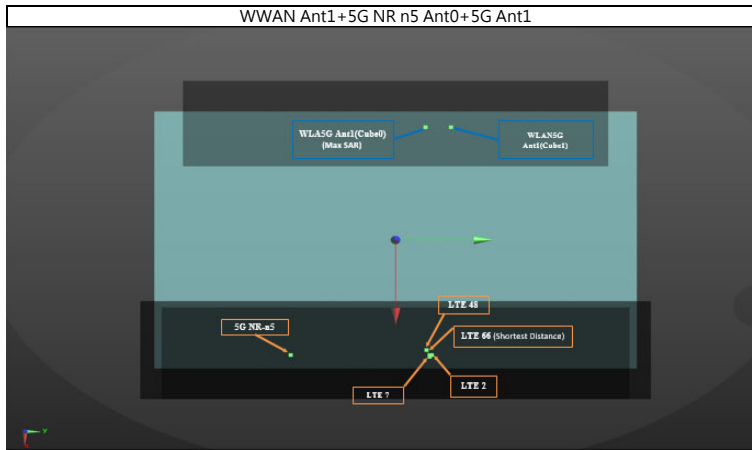 WWAN Ant1+5G NR n5 Ant0+5G Ant1
WLA5G Ant1(Cube0)
(Max SAR)
WLAN5G
Ant1(Cube1)
LTE 48
5G NR-n5
LTE 66 (Shortest Distance)
LTE 2
LTE 7
Y